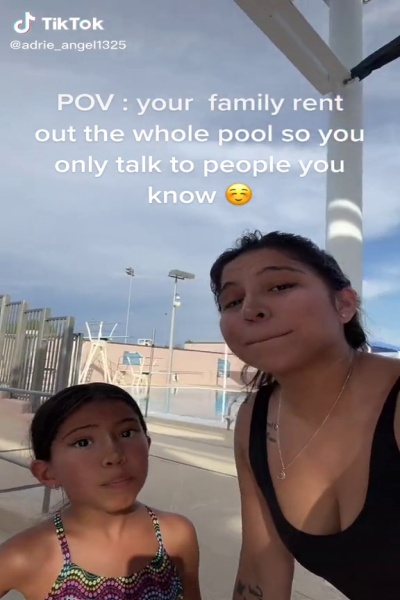 TikTok
@adrie_angel1325
POV : your family rent
out the whole pool so you
only talk to people you
know ☺️